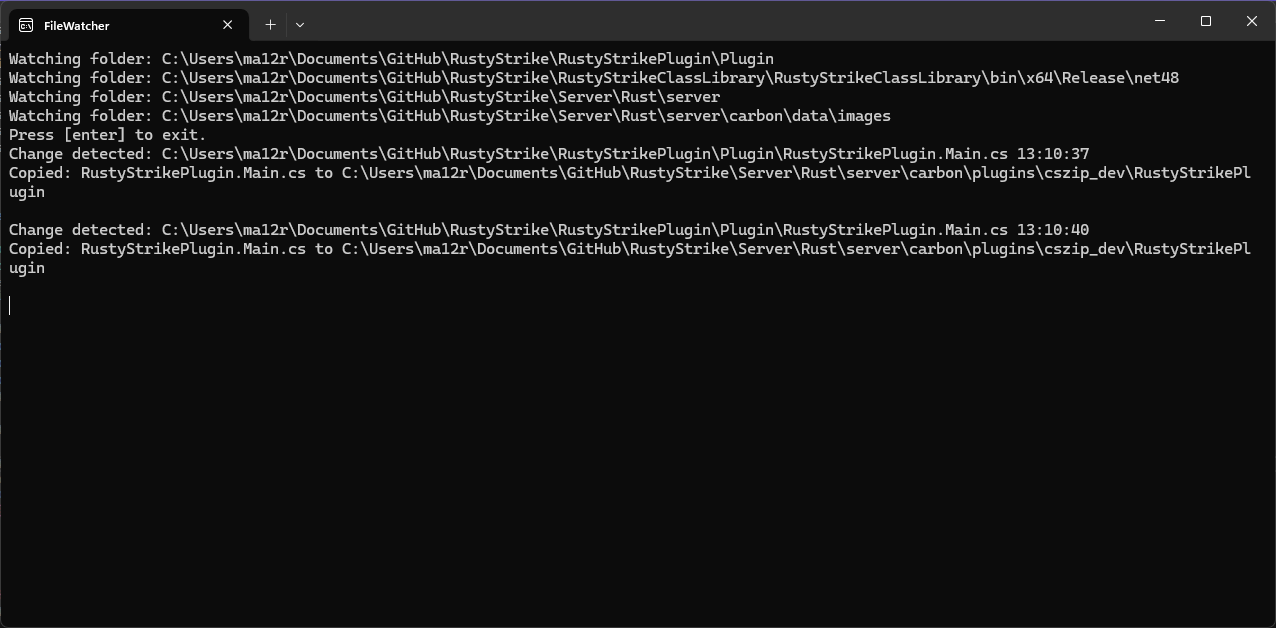 FileWatcher
Watching folder: C:\Users\ma12r\Documents\GitHub\RustyStrike\RustyStrikePlugin\Plugin
Watching folder: C:\Users\ma12r\Documents\GitHub\RustyStrike\RustyStrikeClassLibrary\RustyStrikeClassLibrary\bin\x64\Release\net48
Watching folder: C:\Users\ma12r\Documents\GitHub\RustyStrike\Server\Rust\server
Watching folder: C:\Users\ma12r\Documents\GitHub\RustyStrike\Server\Rust\server\carbon\data\images
Press [enter] to exit.
Change detected: C:\Users\ma12r\Documents\GitHub\RustyStrike\RustyStrikePlugin\Plugin\RustyStrikePlugin.Main.cs 13:10:37
Copied: RustyStrikePlugin.Main.cs to C:\Users\ma12r\Documents\GitHub\RustyStrike\Server\Rust\server\carbon\plugins\cszip_dev\RustyStrikePl
ugin
Change detected: C:\Users\ma12r\Documents\GitHub\RustyStrike\RustyStrikePlugin\Plugin\RustyStrikePlugin.Main.cs 13:10:40
Copied: RustyStrikePlugin.Main.cs to C:\Users\ma12r\Documents\GitHub\RustyStrike\Server\Rust\server\carbon\plugins\cszip_dev\RustyStrikePl
ugin